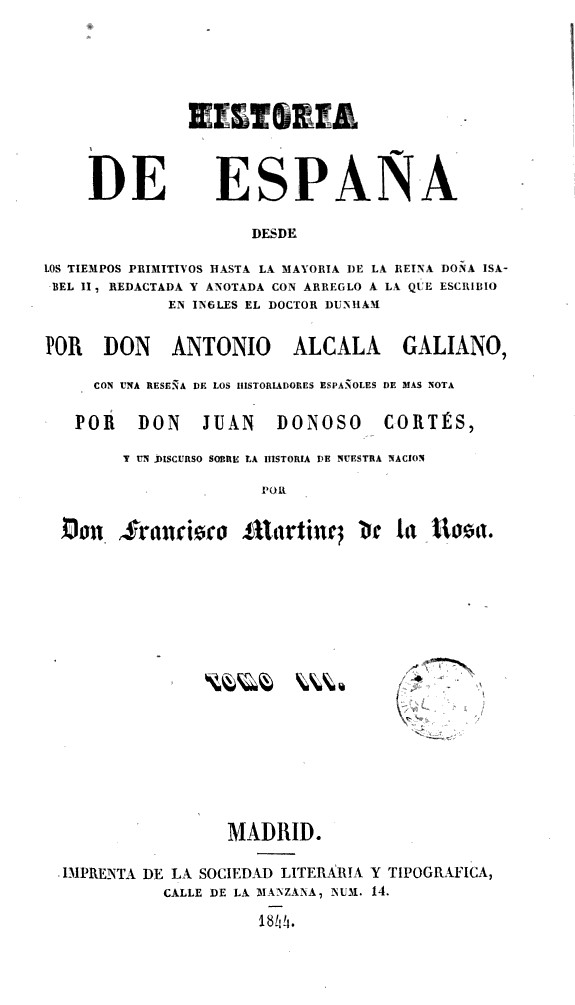 HISTORIA
DE ESPAÑA
DESDE
LOS TIEMPOS PRIMITIVOS HASTA LA MAYORIA DE LA REINA DOÑA ISA-
BEL II, REDACTADA Y ANOTADA CON ARREGLO A LA QUE ESCRIBIO
EN INGLES EL DOCTOR DUNHAM
POR DON ANTONIO ALCALA GALIANO,
CON UNA RESEÑA DE LOS HISTORIADORES ESPAÑOLES DE MAS NOTA
POR DON JUAN DONOSO CORTÉS,
Y UN DISCURSO SOBRE LA HISTORIA DE NUESTRA NACION
POR
Don Francisco Martinez de la Rosa.
TOMO III.
MADRID.
IMPRENTA DE LA SOCIEDAD LITERARIA Y TIPOGRAFICA,
CALLE DE LA MANZANA, NUM. 14.
1844.